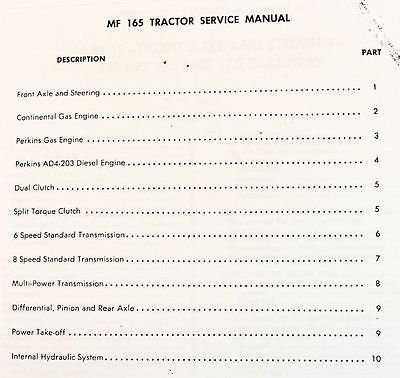 MF 165 TRACTOR SERVICE MANUAL
DESCRIPTION PART
Front Axle and Steering 1
Continental Gas Engine 2
Perkins Gas Engine 3
Perkins AD4-203 Diesel Engine 4
Dual Clutch 5
Split Torque Clutch 5
6 Speed Standard Transmission 6
8 Speed Standard Transmission 7
Multi-Power Transmission 8
Differential, Pinion and Rear Axle 9
Power Take-off 9
Internal Hydraulic System 10